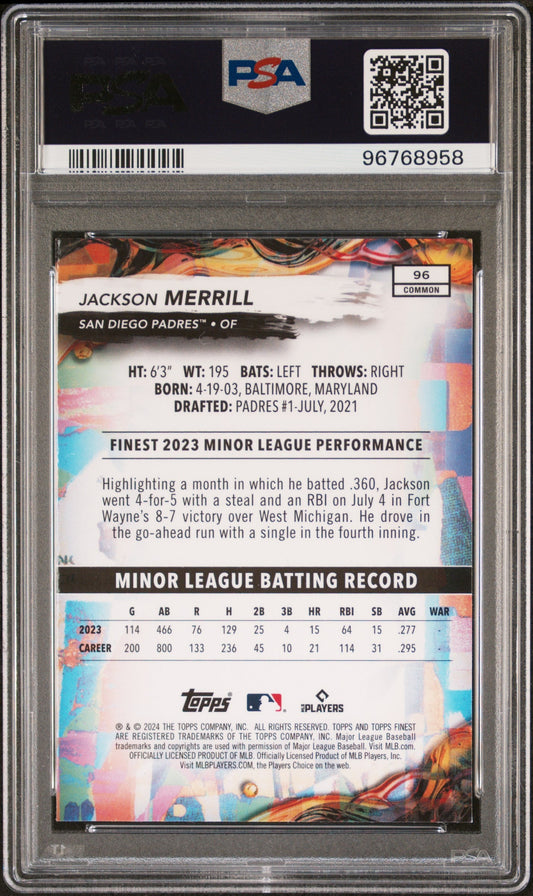 PSA
PSA
96768958
96
COMMON
JACKSON MERRILL
SAN DIEGO PADRES™ • OF
HT: 6'3" WT: 195 BATS: LEFT THROWS: RIGHT
BORN: 4-19-03, BALTIMORE, MARYLAND
DRAFTED: PADRES #1-JULY, 2021
FINEST 2023 MINOR LEAGUE PERFORMANCE
Highlighting a month in which he batted .360, Jackson
went 4-for-5 with a steal and an RBI on July 4 in Fort
Wayne's 8-7 victory over West Michigan. He drove in
the go-ahead run with a single in the fourth inning.
MINOR LEAGUE BATTING RECORD
G AB R H 2B 3B HR RBI SB AVG WAR
2023 114 466 76 129 25 4 15 64 15 .277 -
CAREER 200 800 133 236 45 10 21 114 31 .295 -
Topps
MLB PLAYERS
® & © 2024 THE TOPPS COMPANY, INC. ALL RIGHTS RESERVED. TOPPS AND TOPPS FINEST
ARE REGISTERED TRADEMARKS OF THE TOPPS COMPANY, INC. Major League Baseball
trademarks and copyrights are used with permission of Major League Baseball. Visit MLB.com.
OFFICIALLY LICENSED PRODUCT OF MLB. Officially Licensed Product of MLB Players, Inc.
Visit MLBPLAYERS.com, the Players Choice on the web.
PSA